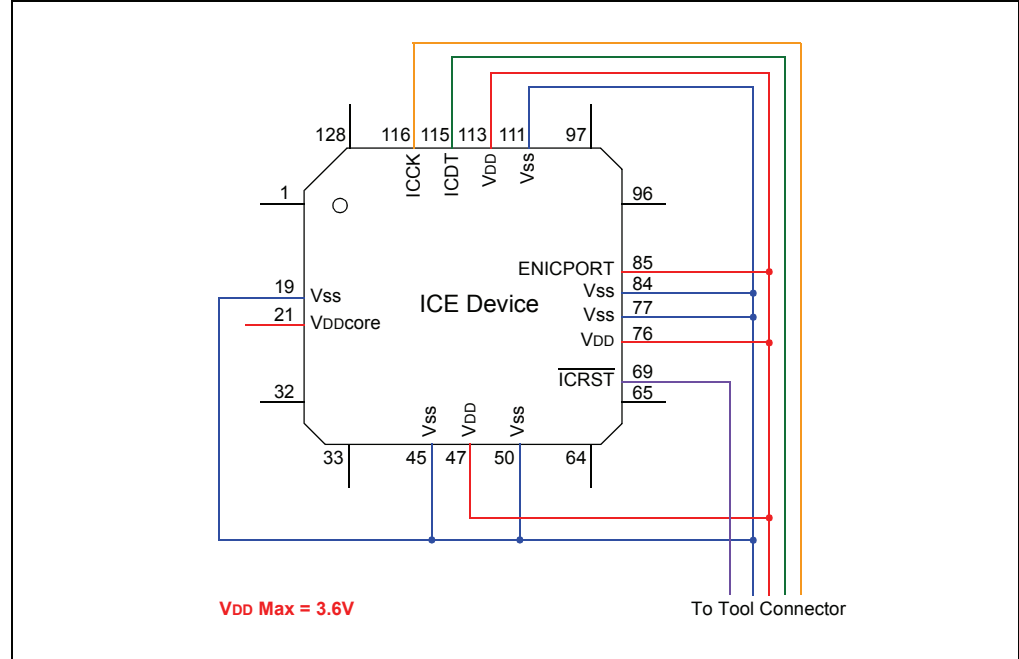 128 116 115 113 111 97
ICCK ICDT VDD Vss
1
96
ENICPORT 85
19 Vss
ICE Device
Vss 84
21 VDDcore
Vss 77
VDD 76
ICRST 69
32
65
Vss VDD Vss
33 45 47 50 64
VDD Max = 3.6V
To Tool Connector